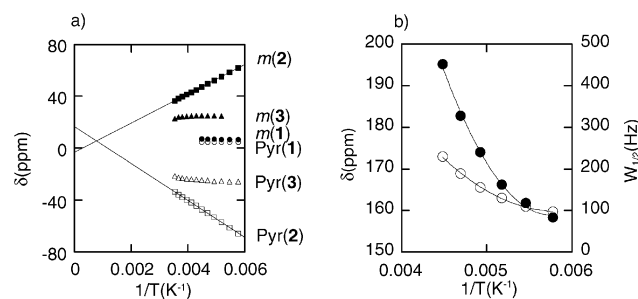 a)
δ(ppm)
80
40
0
-40
-80
0
0.002
0.004
0.006
1/T(K⁻¹)
m(2)
m(3)
m(1)
Pyr(1)
Pyr(3)
Pyr(2)
b)
δ(ppm)
200
190
180
170
160
150
0.004
0.005
0.006
1/T(K⁻¹)
500
400
300
200
100
0
W1/2(Hz)